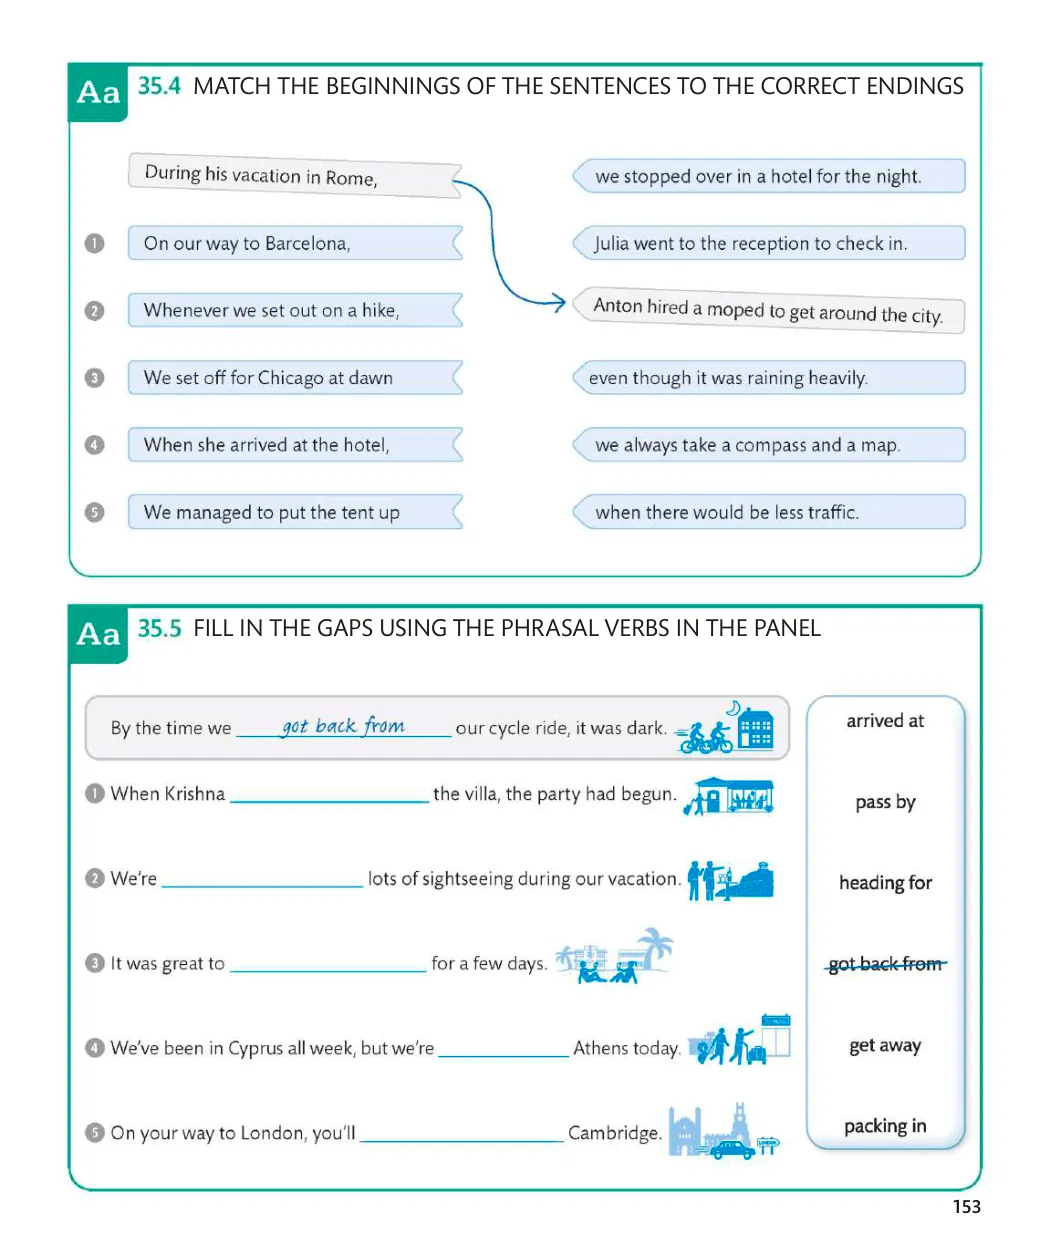 Aa 35.4 MATCH THE BEGINNINGS OF THE SENTENCES TO THE CORRECT ENDINGS
During his vacation in Rome,
we stopped over in a hotel for the night.
1 On our way to Barcelona,
Julia went to the reception to check in.
2 Whenever we set out on a hike,
Anton hired a moped to get around the city.
3 We set off for Chicago at dawn
even though it was raining heavily.
4 When she arrived at the hotel,
we always take a compass and a map.
5 We managed to put the tent up
when there would be less traffic.
Aa 35.5 FILL IN THE GAPS USING THE PHRASAL VERBS IN THE PANEL
By the time we got back from our cycle ride, it was dark.
1 When Krishna ____ the villa, the party had begun.
2 We're ____ lots of sightseeing during our vacation.
3 It was great to ____ for a few days.
4 We've been in Cyprus all week, but we're ____ Athens today.
5 On your way to London, you'll ____ Cambridge.
LONDON
arrived at
pass by
heading for
got back from
get away
packing in
153